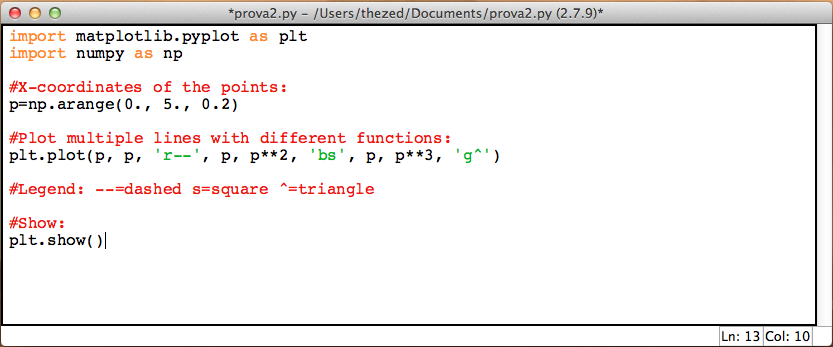 *prova2.py – /Users/thezed/Documents/prova2.py (2.7.9)*
import matplotlib.pyplot as plt
import numpy as np
#X-coordinates of the points:
p=np.arange(0., 5., 0.2)
#Plot multiple lines with different functions:
plt.plot(p, p, 'r--', p, p**2, 'bs', p, p**3, 'g^')
#Legend: --=dashed s=square ^=triangle
#Show:
plt.show()
Ln: 13 Col: 10